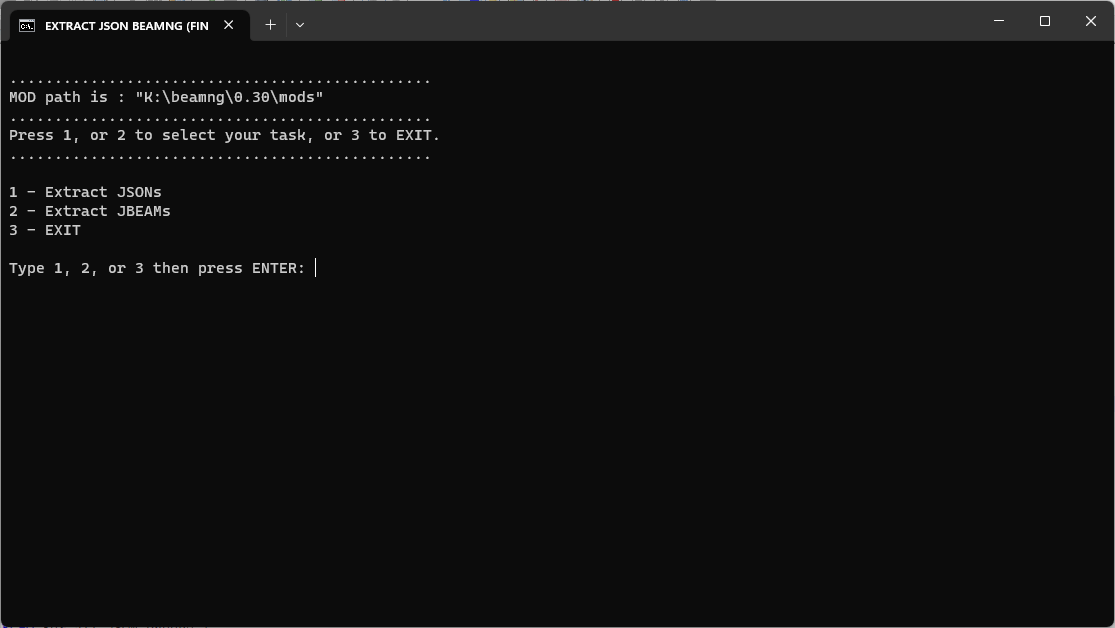 EXTRACT JSON BEAMNG (FIN
...............................................
MOD path is : "K:\beamng\0.30\mods"
...............................................
Press 1, or 2 to select your task, or 3 to EXIT.
...............................................
1 - Extract JSONs
2 - Extract JBEAMs
3 - EXIT
Type 1, 2, or 3 then press ENTER: